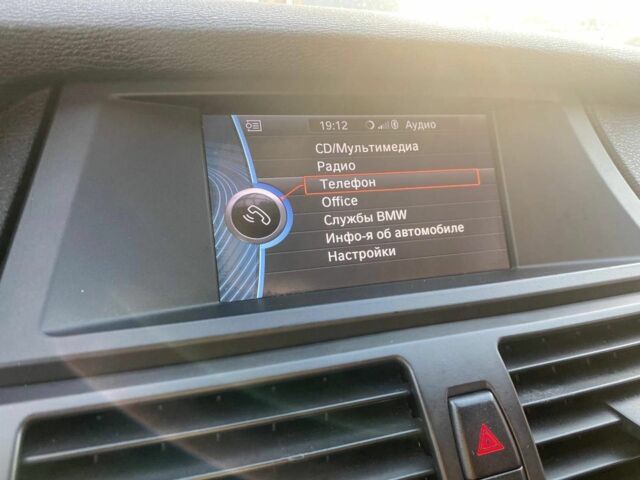 19:12 Аудио
CD/Мультимедиа
Радио
Телефон
Office
Службы BMW
Инфо-я об автомобиле
Настройки